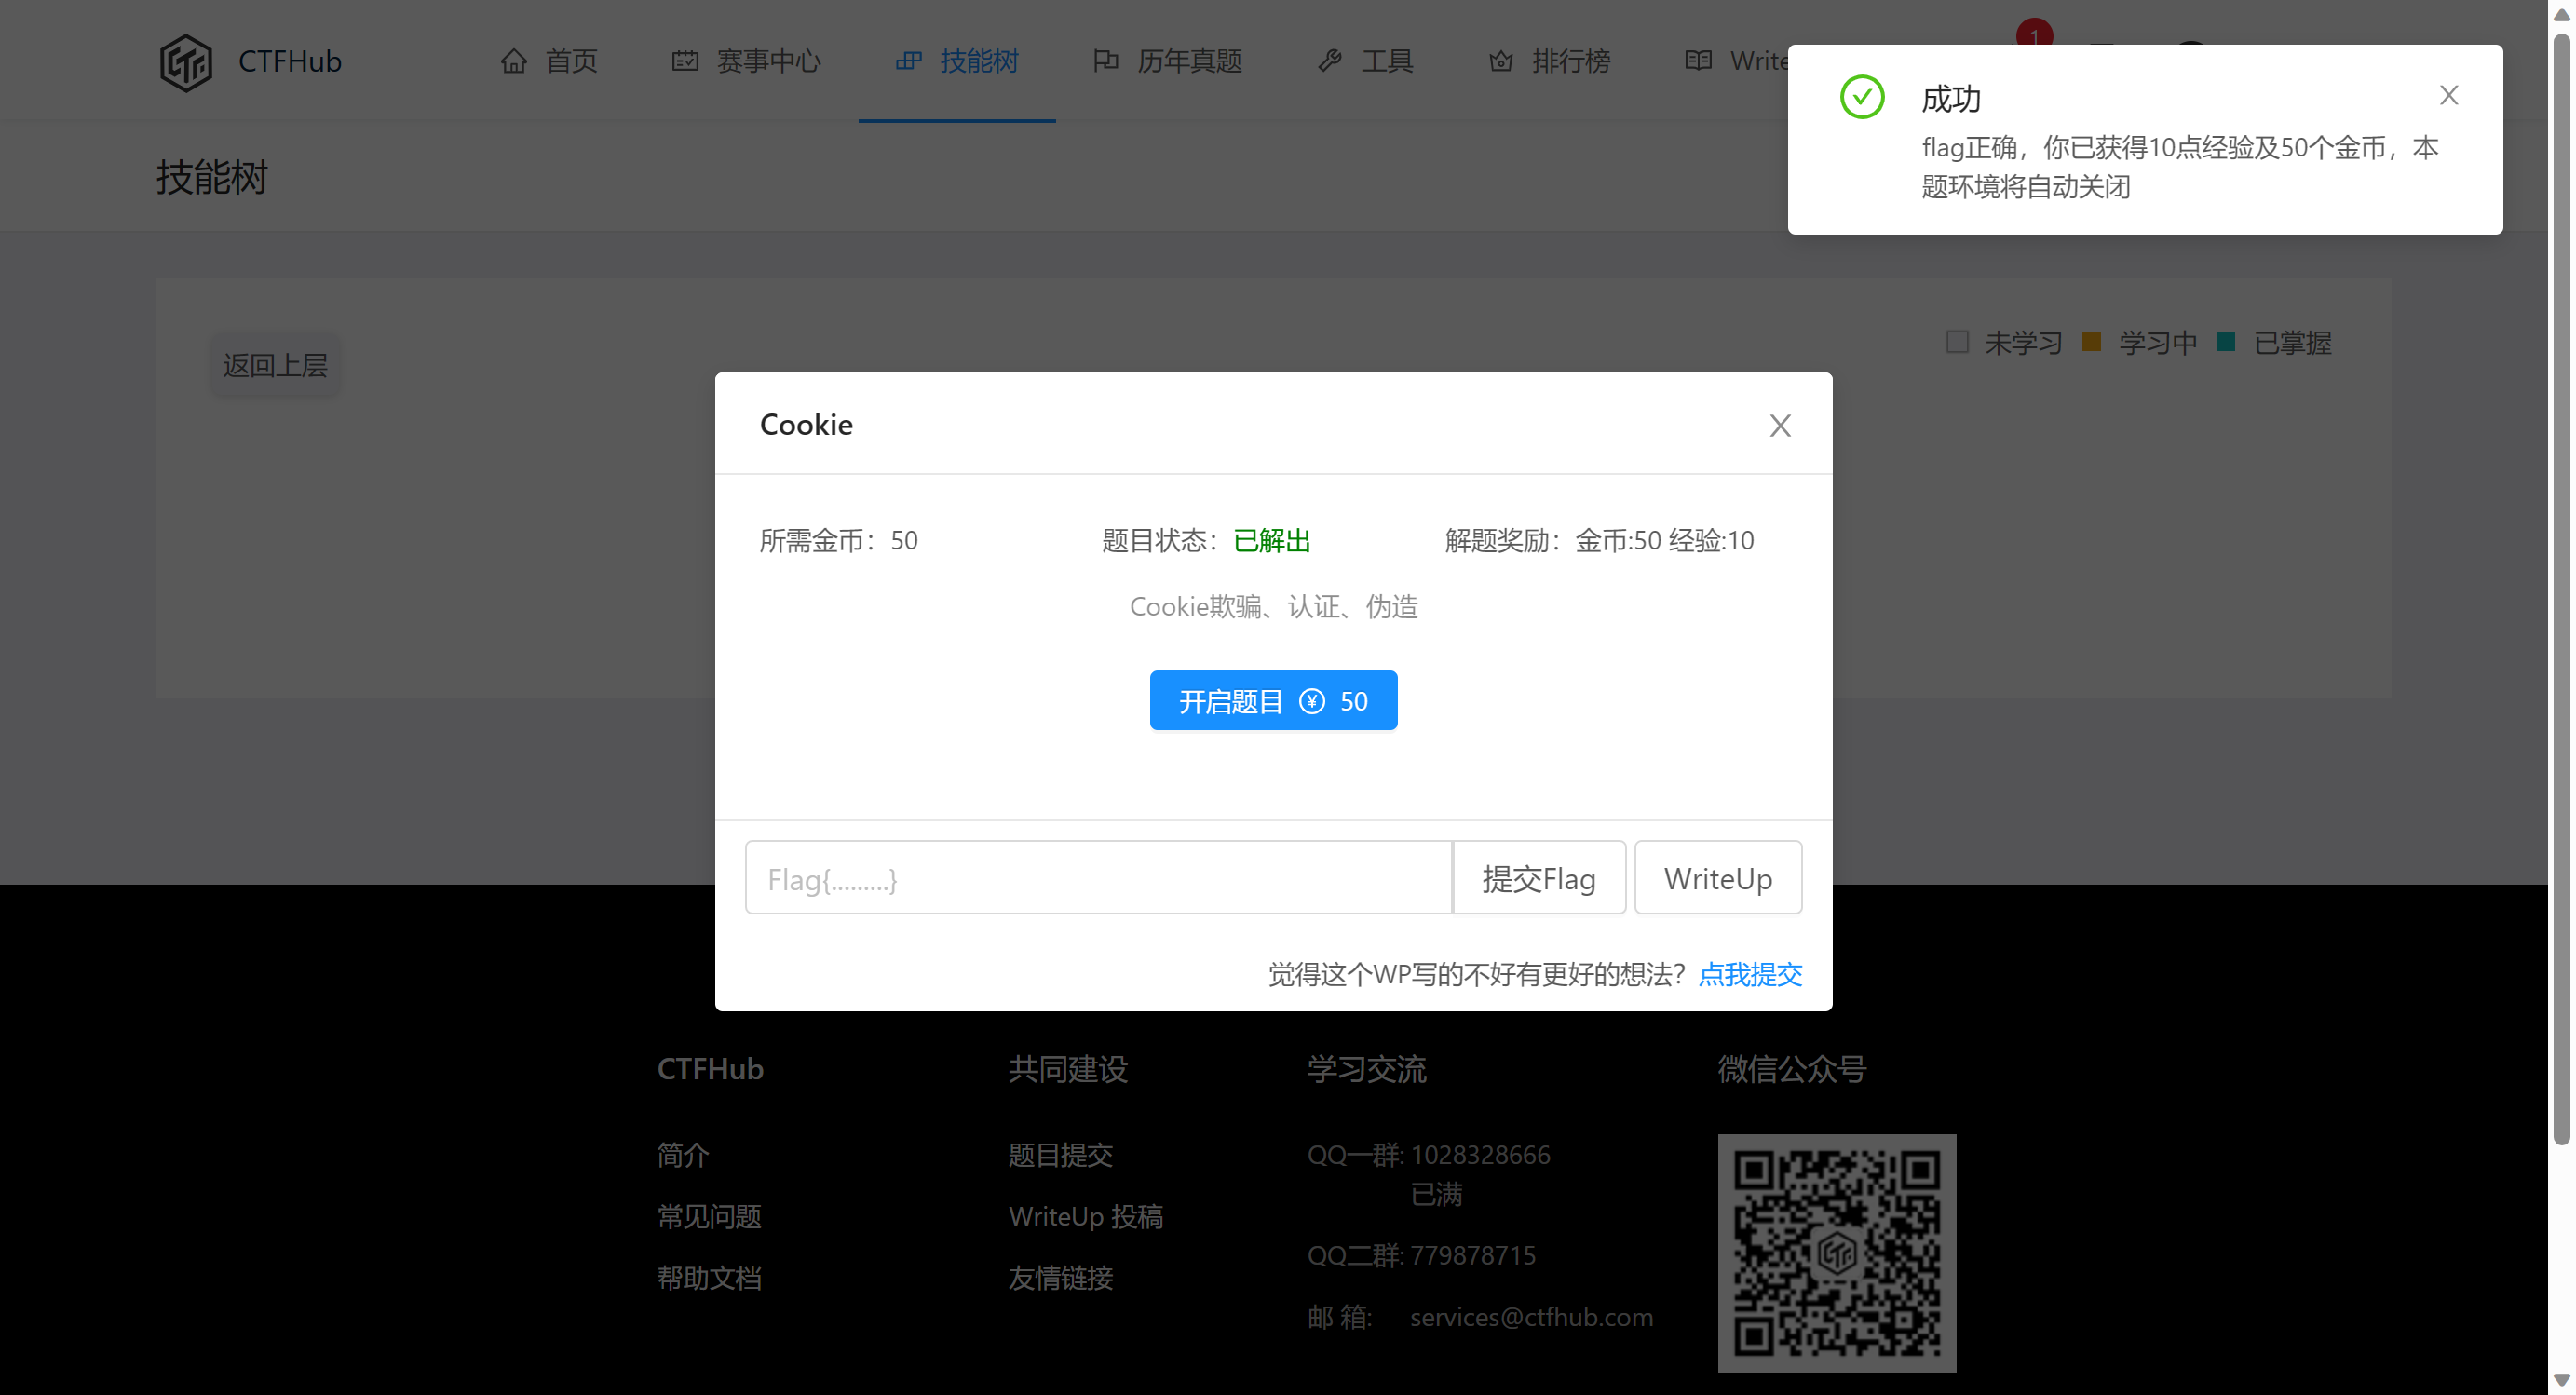 CTFHub
首页
赛事中心
技能树
历年真题
工具
排行榜
Write
1
成功
flag正确，你已获得10点经验及50个金币，本
题环境将自动关闭
技能树
返回上层
未学习
学习中
已掌握
Cookie
所需金币：50
题目状态：已解出
解题奖励：金币:50 经验:10
Cookie欺骗、认证、伪造
开启题目 ¥ 50
Flag{.........}
提交Flag
WriteUp
觉得这个WP写的不好有更好的想法？点我提交
CTFHub
简介
常见问题
帮助文档
共同建设
题目提交
WriteUp 投稿
友情链接
学习交流
QQ一群: 1028328666
已满
QQ二群: 779878715
邮 箱: services@ctfhub.com
微信公众号